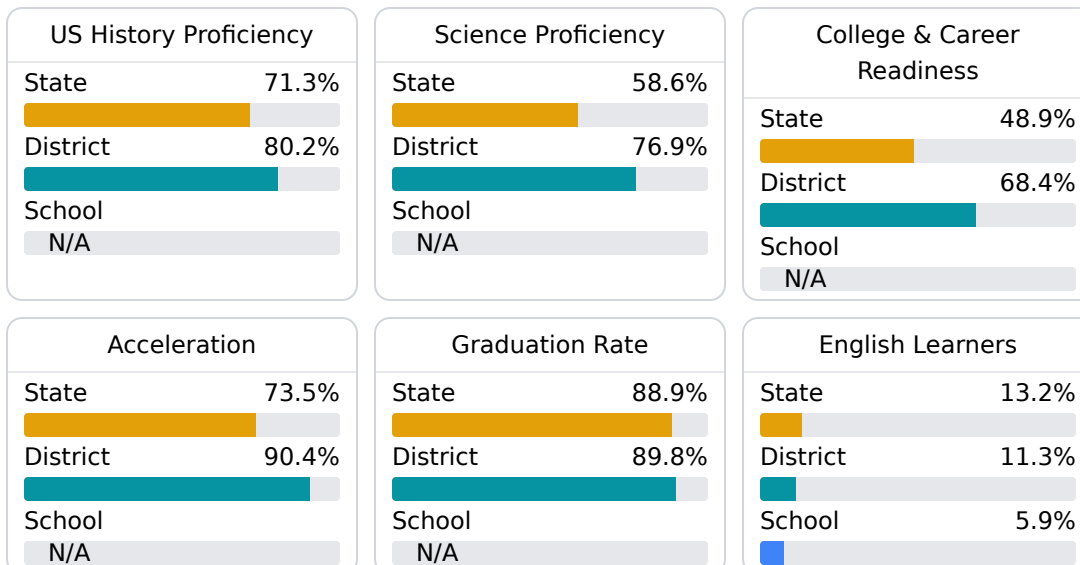 US History Proficiency
State 71.3%
District 80.2%
School
N/A
Science Proficiency
State 58.6%
District 76.9%
School
N/A
College & Career
Readiness
State 48.9%
District 68.4%
School
N/A
Acceleration
State 73.5%
District 90.4%
School
N/A
Graduation Rate
State 88.9%
District 89.8%
School
N/A
English Learners
State 13.2%
District 11.3%
School 5.9%